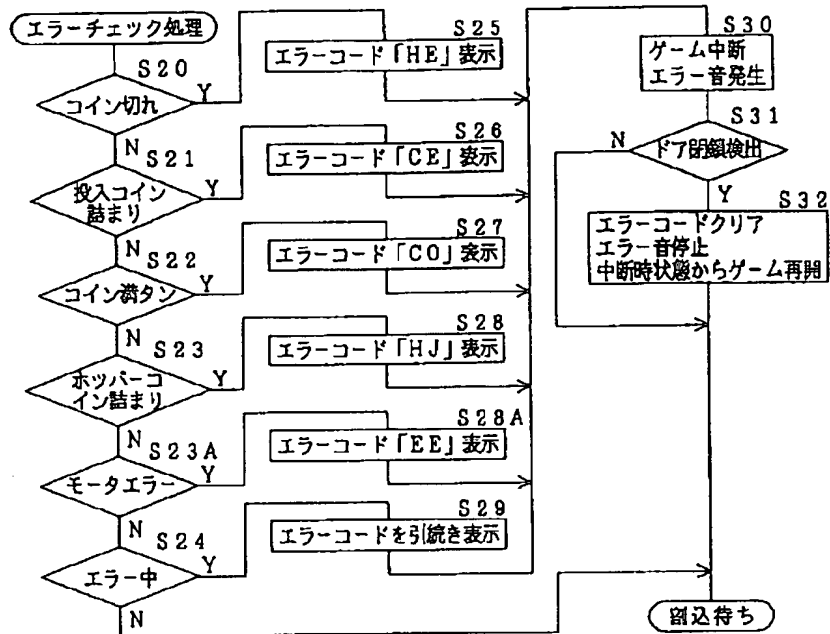 エラーチェック処理
S20
コイン切れ
Y
N
S25
エラーコード「HE」表示
S21
投入コイン
詰まり
Y
N
S26
エラーコード「CE」表示
S22
コイン満タン
Y
N
S27
エラーコード「CO」表示
S23
ホッパーコ
イン詰まり
Y
N
S28
エラーコード「HJ」表示
S23A
モータエラー
Y
N
S28A
エラーコード「EE」表示
S24
エラー中
Y
N
S29
エラーコードを引続き表示
S30
ゲーム中断
エラー音発生
S31
ドア閉鎖検出
N
Y
S32
エラーコードクリア
エラー音停止
中断時状態からゲーム再開
割込待ち